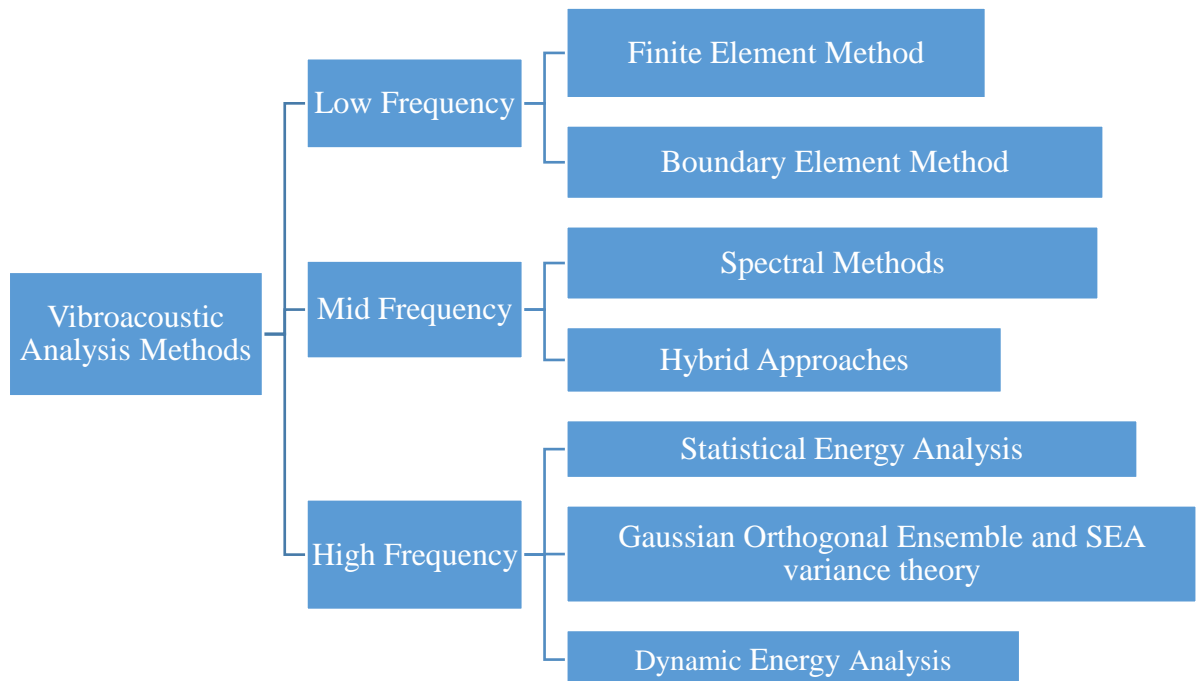 Vibroacoustic
Analysis Methods
Low Frequency
Finite Element Method
Boundary Element Method
Mid Frequency
Spectral Methods
Hybrid Approaches
High Frequency
Statistical Energy Analysis
Gaussian Orthogonal Ensemble and SEA
variance theory
Dynamic Energy Analysis